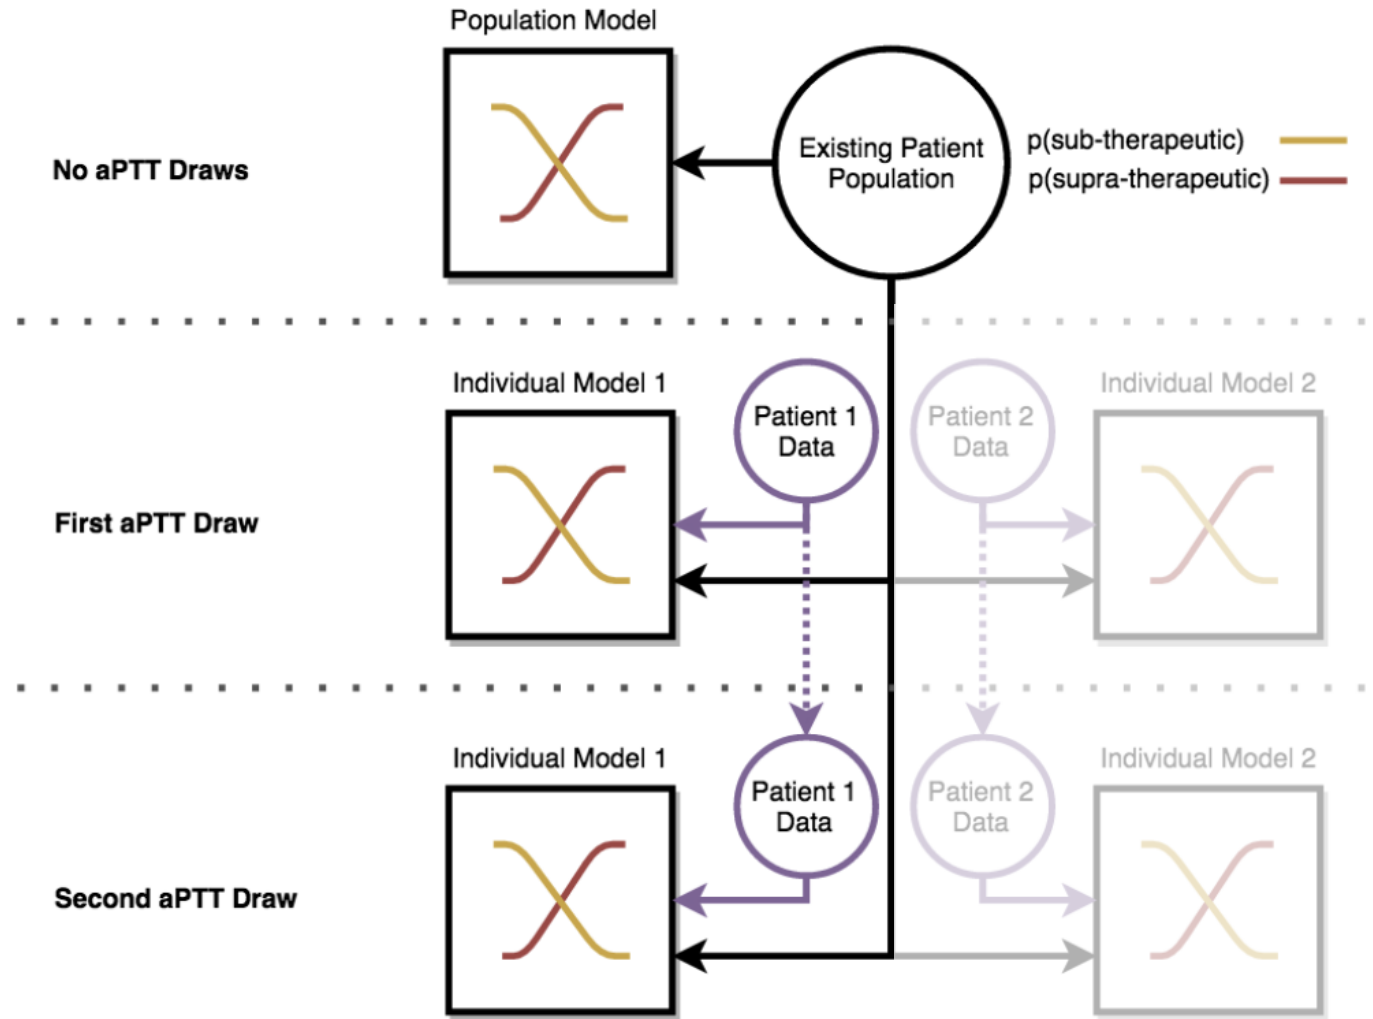 Population Model
No aPTT Draws
Existing Patient
Population
p(sub-therapeutic)
p(supra-therapeutic)
Individual Model 1
Patient 1
Data
Patient 2
Data
Individual Model 2
First aPTT Draw
Individual Model 1
Patient 1
Data
Patient 2
Data
Individual Model 2
Second aPTT Draw